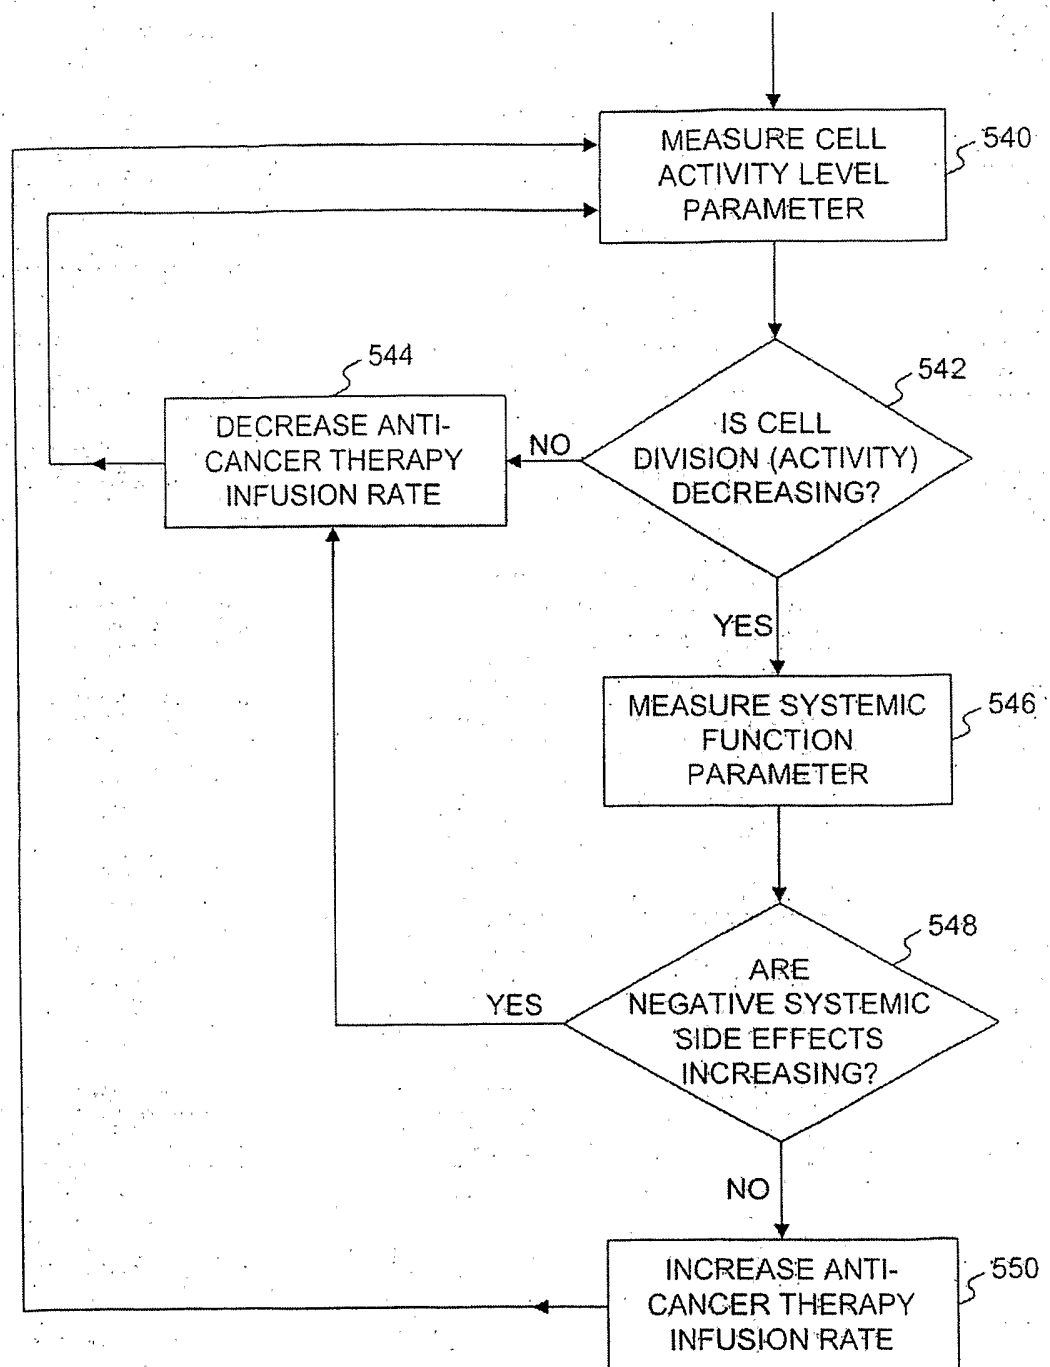 MEASURE CELL
ACTIVITY LEVEL
PARAMETER
540
542
IS CELL
DIVISION (ACTIVITY)
DECREASING?
NO
544
DECREASE ANTI-
CANCER THERAPY
INFUSION RATE
YES
MEASURE SYSTEMIC
FUNCTION
PARAMETER
546
548
ARE
NEGATIVE SYSTEMIC
SIDE EFFECTS
INCREASING?
YES
NO
INCREASE ANTI-
CANCER THERAPY
INFUSION RATE
550